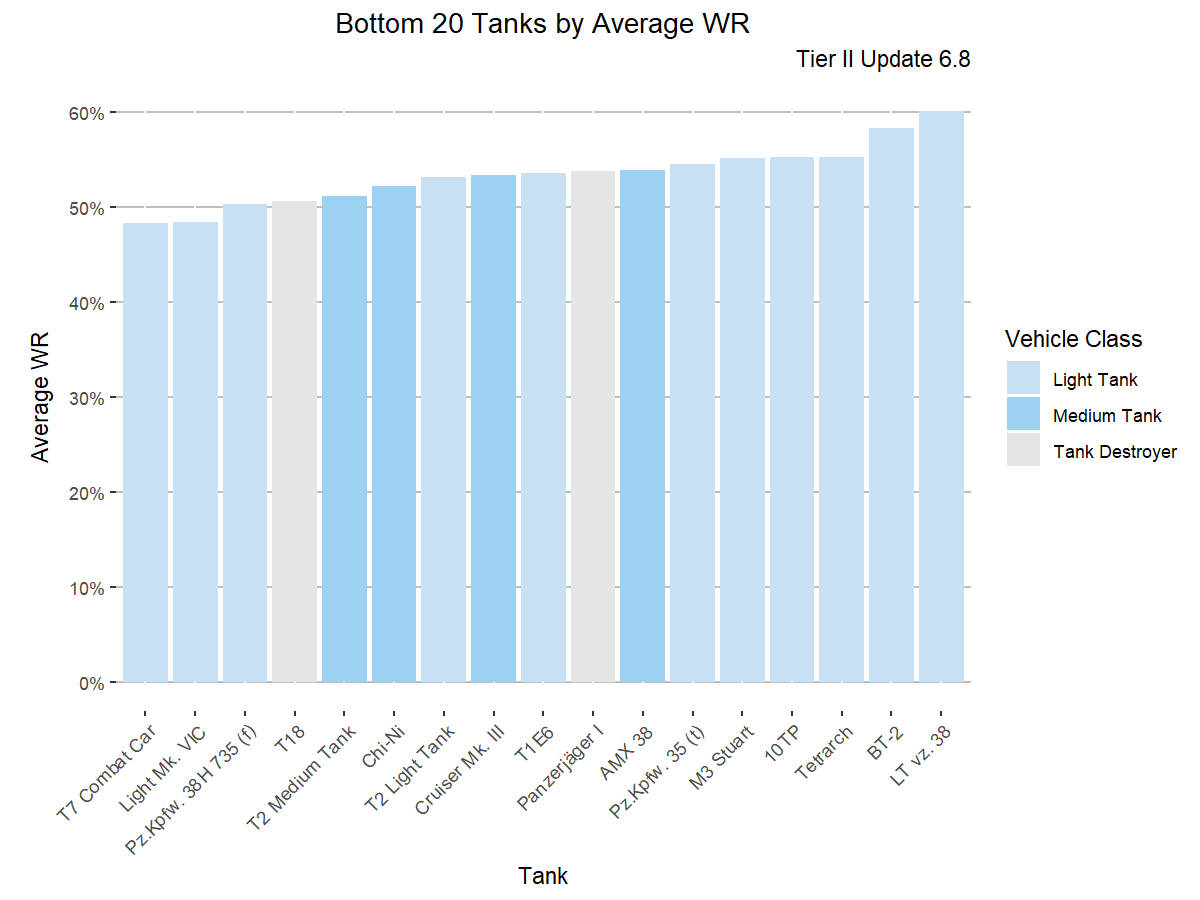 Bottom 20 Tanks by Average WR
Tier II Update 6.8
60%
50%
40%
30%
20%
10%
0%
Average WR
T7 Combat Car
Light Mk. VIC
Pz.Kpfw. 38H 735 (f)
T18
T2 Medium Tank
Chi-Ni
T2 Light Tank
Cruiser Mk. III
T1E6
Panzerjäger I
AMX 38
Pz.Kpfw. 35 (t)
M3 Stuart
10TP
Tetrarch
BT-2
LT vz. 38
Tank
Vehicle Class
Light Tank
Medium Tank
Tank Destroyer